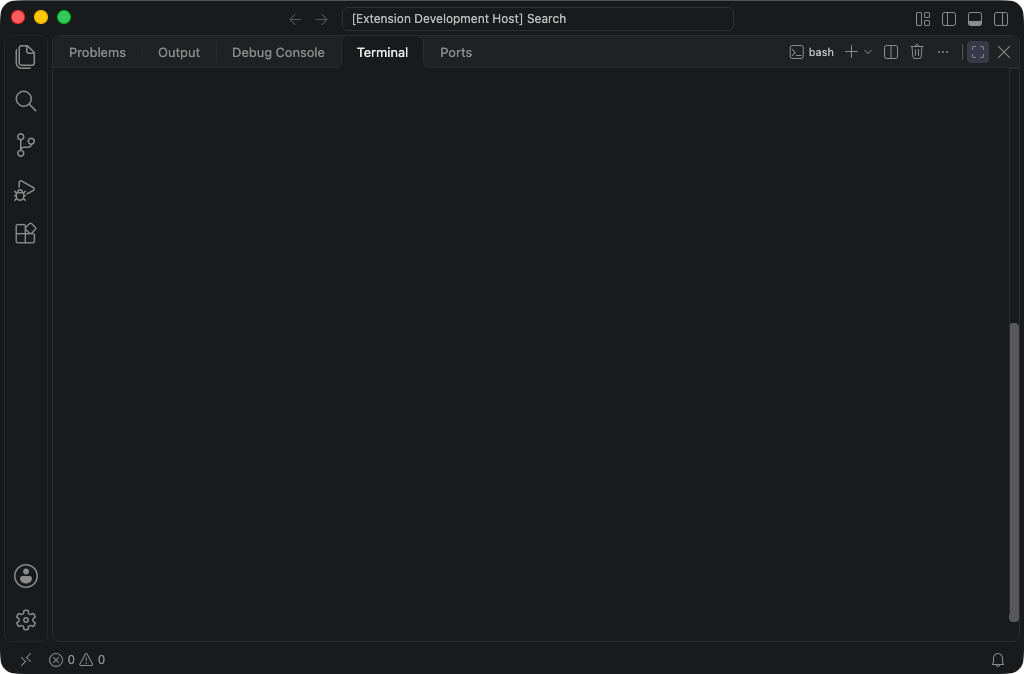 [Extension Development Host] Search
Problems
Output
Debug Console
Terminal
Ports
bash
0
0